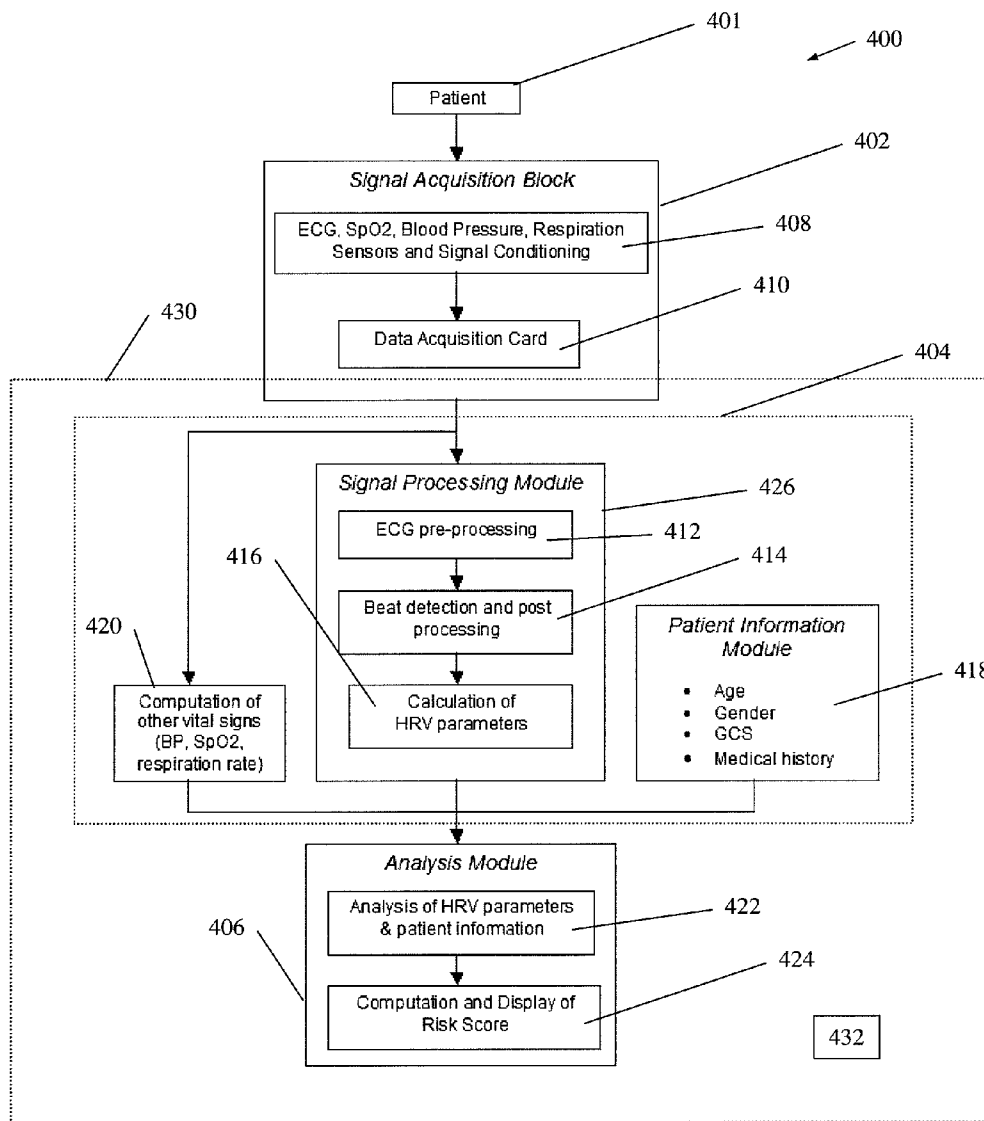 401
400
Patient
402
Signal Acquisition Block
ECG, SpO2, Blood Pressure, Respiration
Sensors and Signal Conditioning
408
410
430
Data Acquisition Card
404
Signal Processing Module
426
ECG pre-processing
412
416
414
Beat detection and post
processing
420
Patient Information
Module
418
Calculation of
HRV parameters
• Age
• Gender
• GCS
• Medical history
Computation of
other vital signs
(BP, SpO2,
respiration rate)
Analysis Module
Analysis of HRV parameters
& patient information
422
406
424
Computation and Display of
Risk Score
432